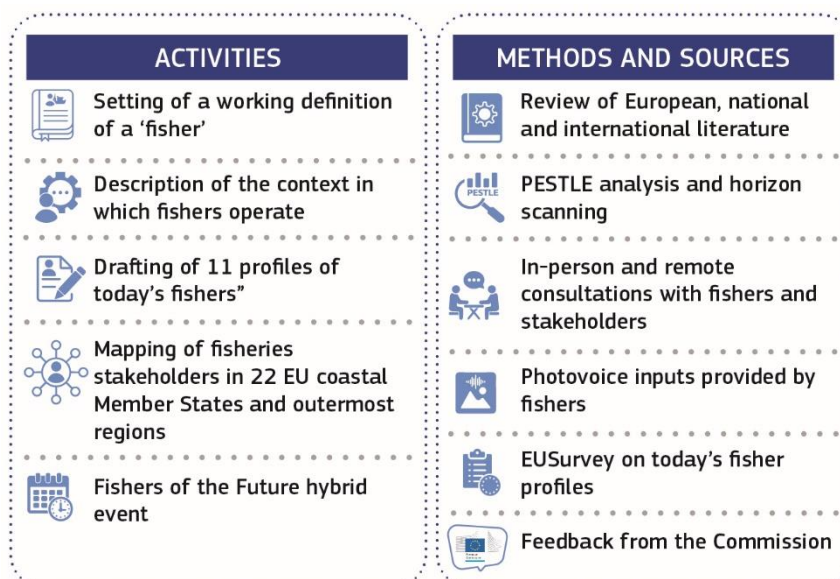 ACTIVITIES
Setting of a working definition
of a ‘fisher’
Description of the context in
which fishers operate
Drafting of 11 profiles of
today’s fishers”
Mapping of fisheries
stakeholders in 22 EU coastal
Member States and outermost
regions
Fishers of the Future hybrid
event
METHODS AND SOURCES
Review of European, national
and international literature
PESTLE
PESTLE analysis and horizon
scanning
In-person and remote
consultations with fishers and
stakeholders
Photovoice inputs provided by
fishers
EUSurvey on today’s fisher
profiles
Feedback from the Commission